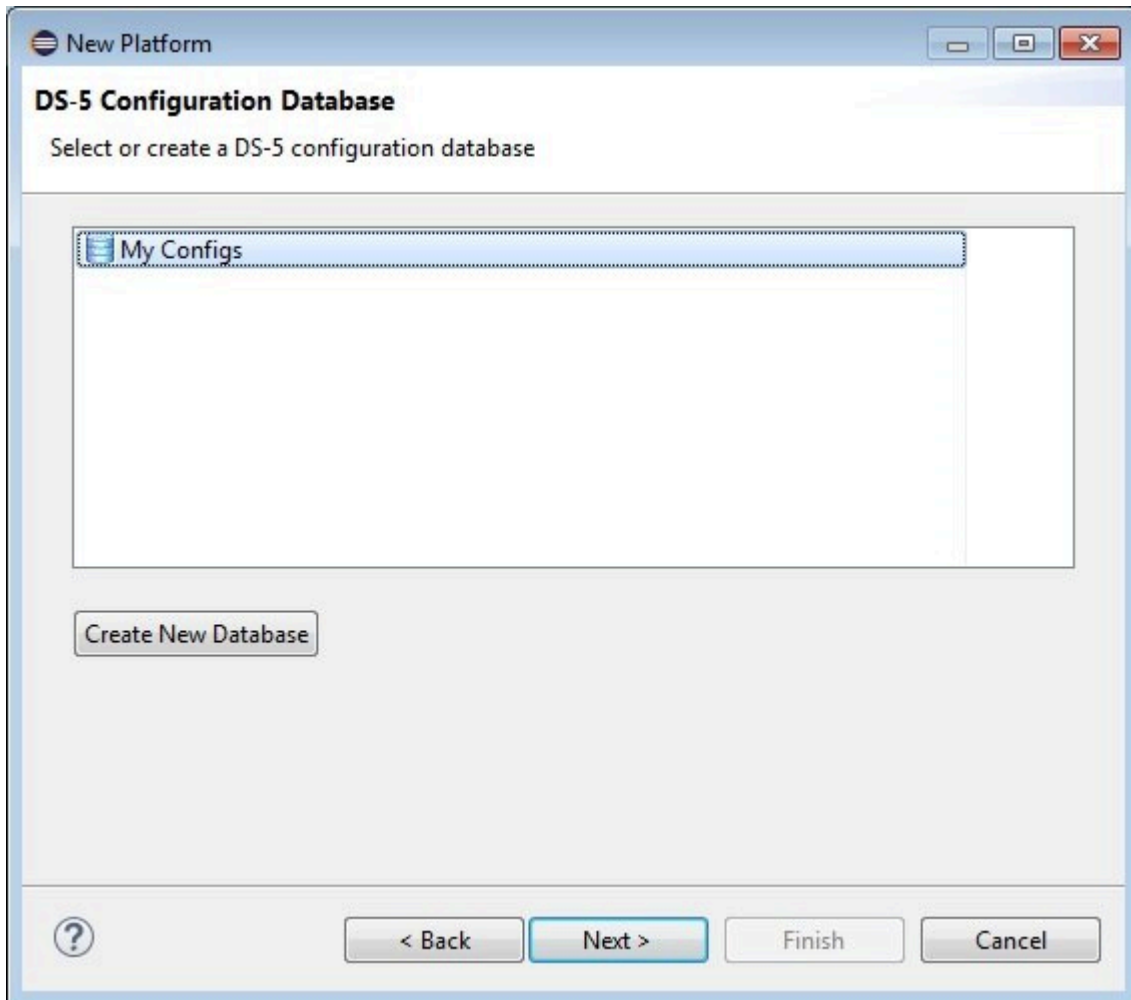 New Platform
DS-5 Configuration Database
Select or create a DS-5 configuration database
My Configs
Create New Database
?
< Back
Next >
Finish
Cancel